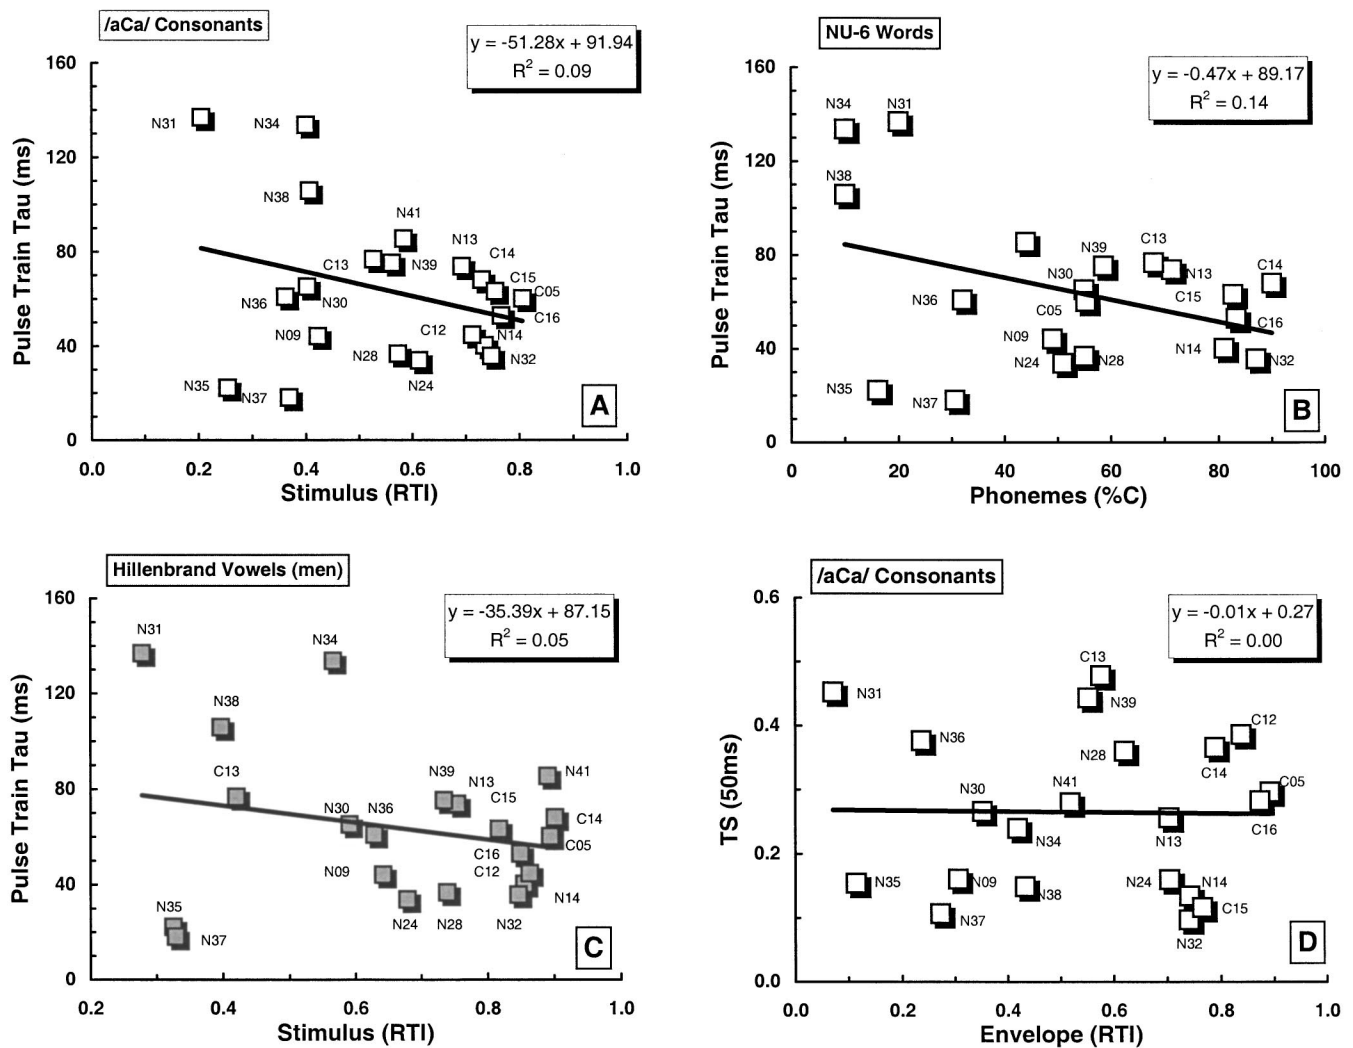 /aCa/ Consonants
y = -51.28x + 91.94
R² = 0.09
160
120
80
40
0
Pulse Train Tau (ms)
N31
N34
N38
N41
N13
C14
C13
N39
C15
C05
N36
N30
C16
N09
C12
N14
N28
N32
N24
N35
N37
A
0.0 0.2 0.4 0.6 0.8 1.0
Stimulus (RTI)
NU-6 Words
y = -0.47x + 89.17
R² = 0.14
160
120
80
40
0
Pulse Train Tau (ms)
N34
N31
N38
N39
C13
C14
N30
N13
N36
C05
C15
C16
N09
N14
N24
N28
N32
N35
N37
B
0 20 40 60 80 100
Phonemes (%C)
Hillenbrand Vowels (men)
y = -35.39x + 87.15
R² = 0.05
160
120
80
40
0
Pulse Train Tau (ms)
N31
N34
N38
C13
N39
N13
N41
N30
N36
C15
C14
C05
N09
C16
C12
N24
N28
N32
N14
N35
N37
C
0.2 0.4 0.6 0.8 1.0
Stimulus (RTI)
/aCa/ Consonants
y = -0.01x + 0.27
R² = 0.00
0.6
0.4
0.2
0.0
TS (50ms)
C13
N31
N39
N36
N28
C12
C14
N30
N41
C05
N34
N13
C16
N35
N09
N38
N24
N14
C15
N37
N32
D
0.0 0.2 0.4 0.6 0.8 1.0
Envelope (RTI)